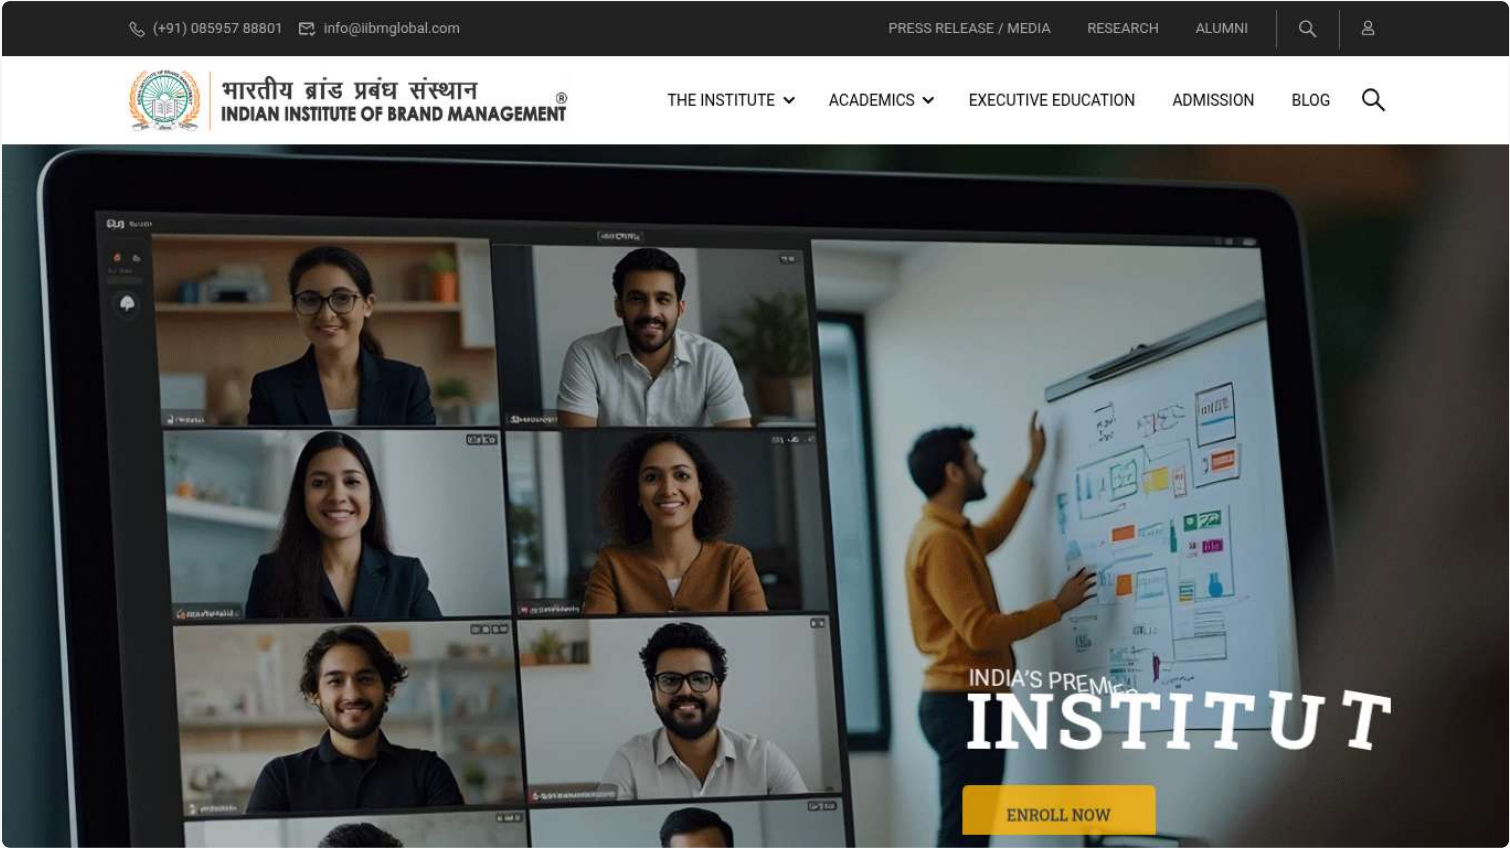 (+91) 085957 88801 info@iibmglobal.com PRESS RELEASE / MEDIA RESEARCH ALUMNI
भारतीय ब्रांड प्रबंध संस्थान
INDIAN INSTITUTE OF BRAND MANAGEMENT®
THE INSTITUTE ACADEMICS EXECUTIVE EDUCATION ADMISSION BLOG
INDIA'S PREMIER
INSTITUT
ENROLL NOW